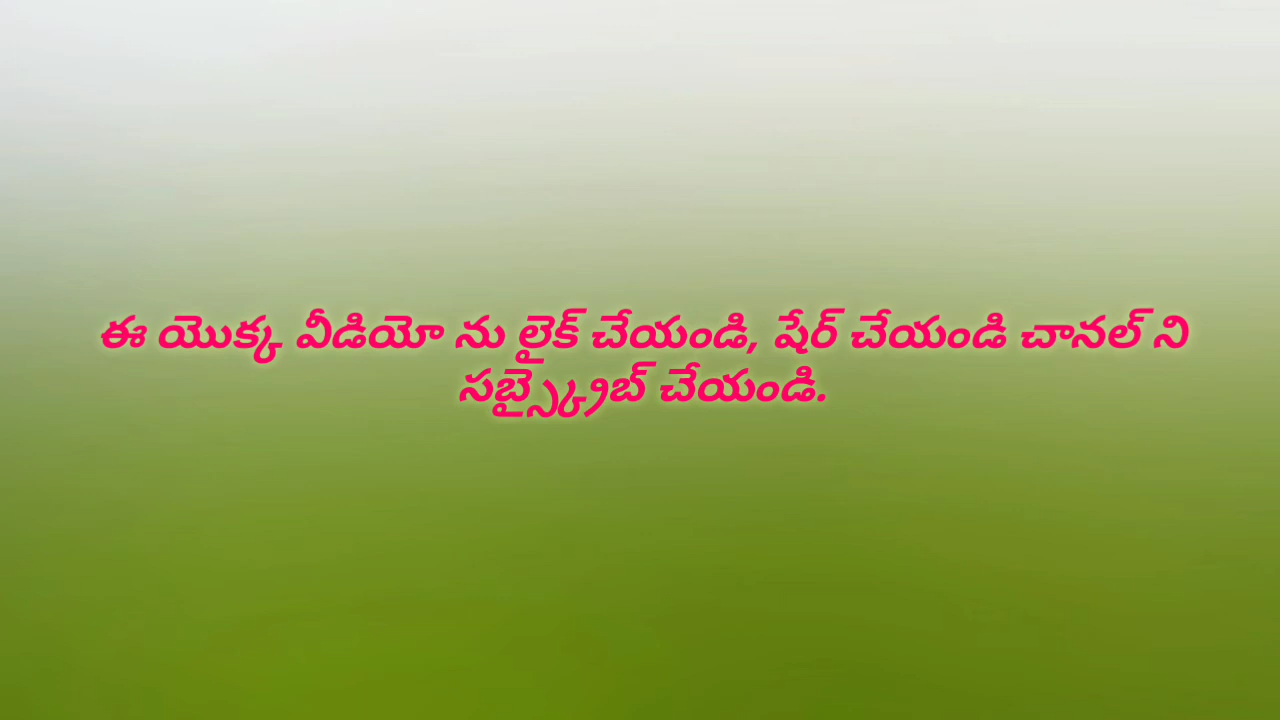 ఈ యొక్క వీడియో ను లైక్ చేయండి, షేర్ చేయండి చానల్ ని
సబ్స్క్రైబ్ చేయండి.